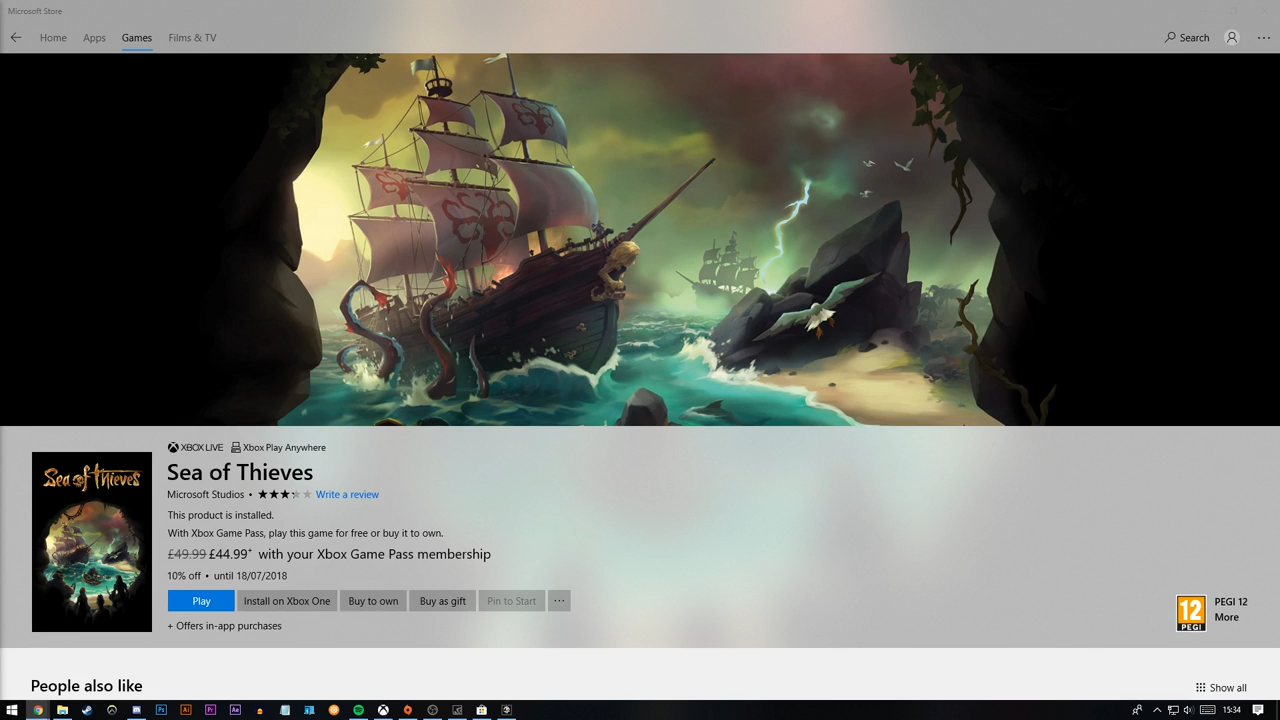 Microsoft Store
Home Apps Games Films & TV Search
XBOX LIVE Xbox Play Anywhere
Sea of Thieves
Sea of Thieves
Microsoft Studios • Write a review
This product is installed.
With Xbox Game Pass, play this game for free or buy it to own.
£49.99 £44.99* with your Xbox Game Pass membership
10% off • until 18/07/2018
Play Install on Xbox One Buy to own Buy as gift Pin to Start ...
+ Offers in-app purchases
12
PEGI
PEGI 12
More
People also like Show all
Ps Ai Pr Ae 15:34